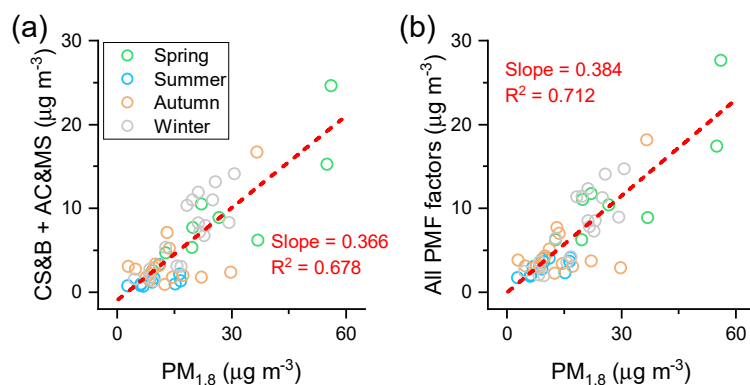 (a)
CS&B + AC&MS (μg m⁻³)
30
20
10
0
Spring
Summer
Autumn
Winter
Slope = 0.366
R² = 0.678
0
30
60
PM₁.₈ (μg m⁻³)
(b)
All PMF factors (μg m⁻³)
30
20
10
0
Slope = 0.384
R² = 0.712
0
30
60
PM₁.₈ (μg m⁻³)